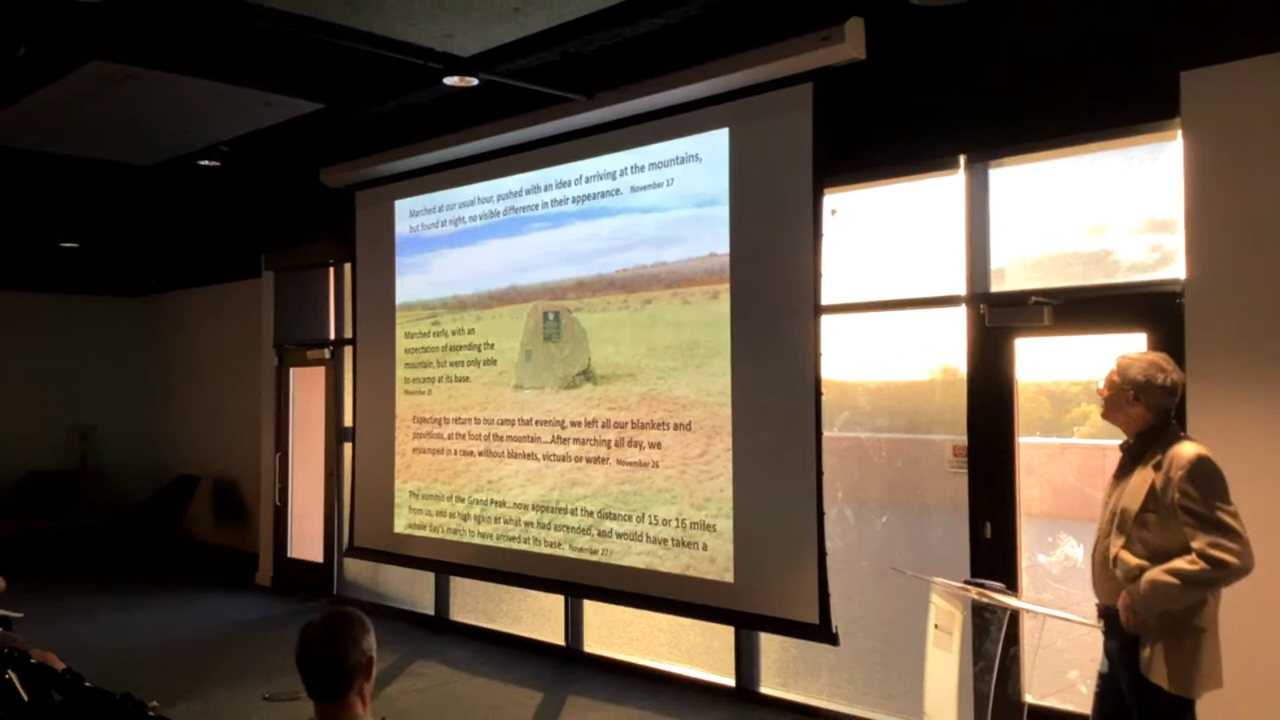 Marched at our usual hour, pushed with an idea of arriving at the mountains,
but found at night, no visible difference in their appearance. November 17
Marched early, with an
expectation of ascending the
mountain, but were only able
to encamp at its base.
November 25
Expecting to return to our camp that evening, we left all our blankets and
provisions, at the foot of the mountain....After marching all day, we
encamped in a cave, without blankets, victuals or water. November 26
The summit of the Grand Peak...now appeared at the distance of 15 or 16 miles
from us, and as high again as what we had ascended, and would have taken a
whole day's march to have arrived at its base. November 27